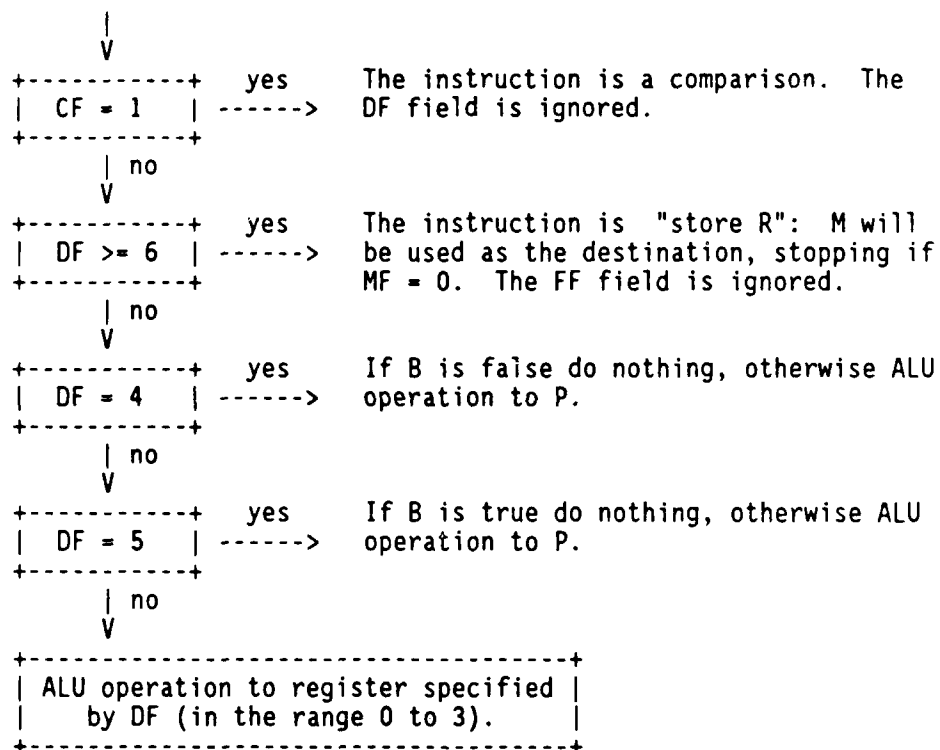 |
      V
+-----------+   yes     The instruction is a comparison.  The
|  CF = 1   | ------>   DF field is ignored.
+-----------+
      | no
      V
+-----------+   yes     The instruction is  "store R":  M will
|  DF >= 6  | ------>   be used as the destination, stopping if
+-----------+           MF = 0.  The FF field is ignored.
      | no
      V
+-----------+   yes     If B is false do nothing, otherwise ALU
|  DF = 4   | ------>   operation to P.
+-----------+
      | no
      V
+-----------+   yes     If B is true do nothing, otherwise ALU
|  DF = 5   | ------>   operation to P.
+-----------+
      | no
      V
+-------------------------------------+
| ALU operation to register specified |
|    by DF (in the range 0 to 3).     |
+-------------------------------------+